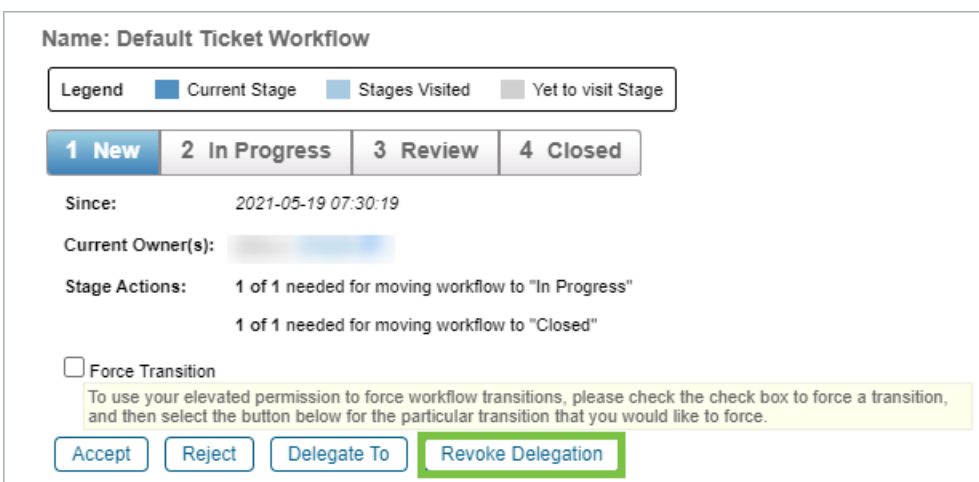 Name: Default Ticket Workflow
Legend Current Stage Stages Visited Yet to visit Stage
1 New 2 In Progress 3 Review 4 Closed
Since: 2021-05-19 07:30:19
Current Owner(s):
Stage Actions: 1 of 1 needed for moving workflow to "In Progress"
1 of 1 needed for moving workflow to "Closed"
Force Transition
To use your elevated permission to force workflow transitions, please check the check box to force a transition,
and then select the button below for the particular transition that you would like to force.
Accept Reject Delegate To Revoke Delegation